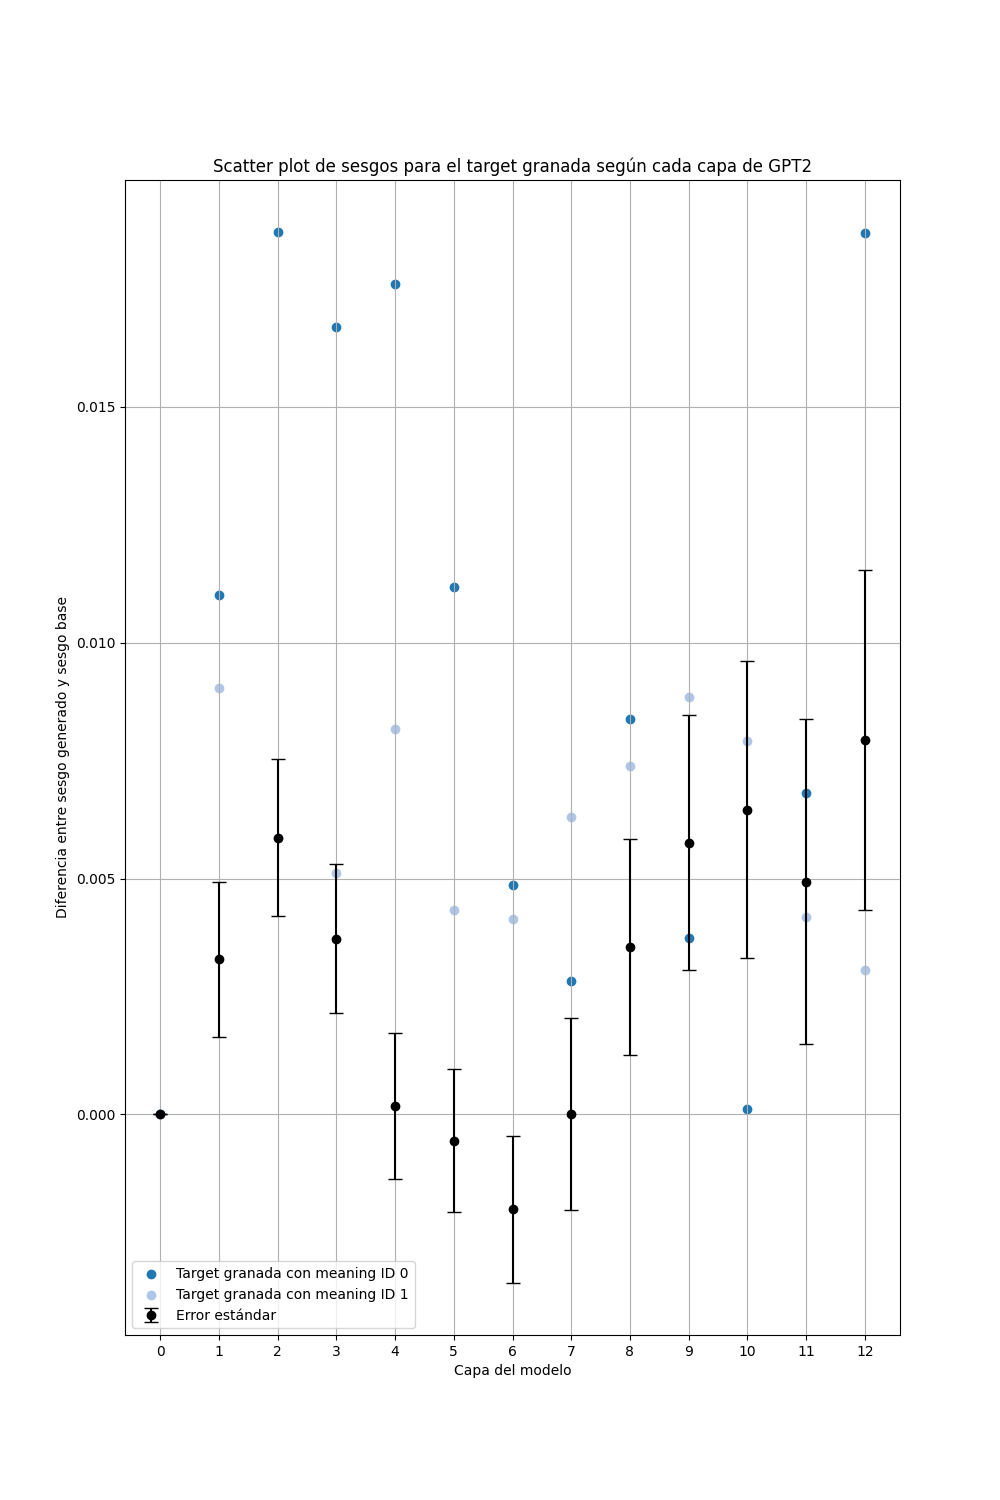 Scatter plot de sesgos para el target granada según cada capa de GPT2
Diferencia entre sesgo generado y sesgo base
0.015
0.010
0.005
0.000
Target granada con meaning ID 0
Target granada con meaning ID 1
Error estándar
0 1 2 3 4 5 6 7 8 9 10 11 12
Capa del modelo